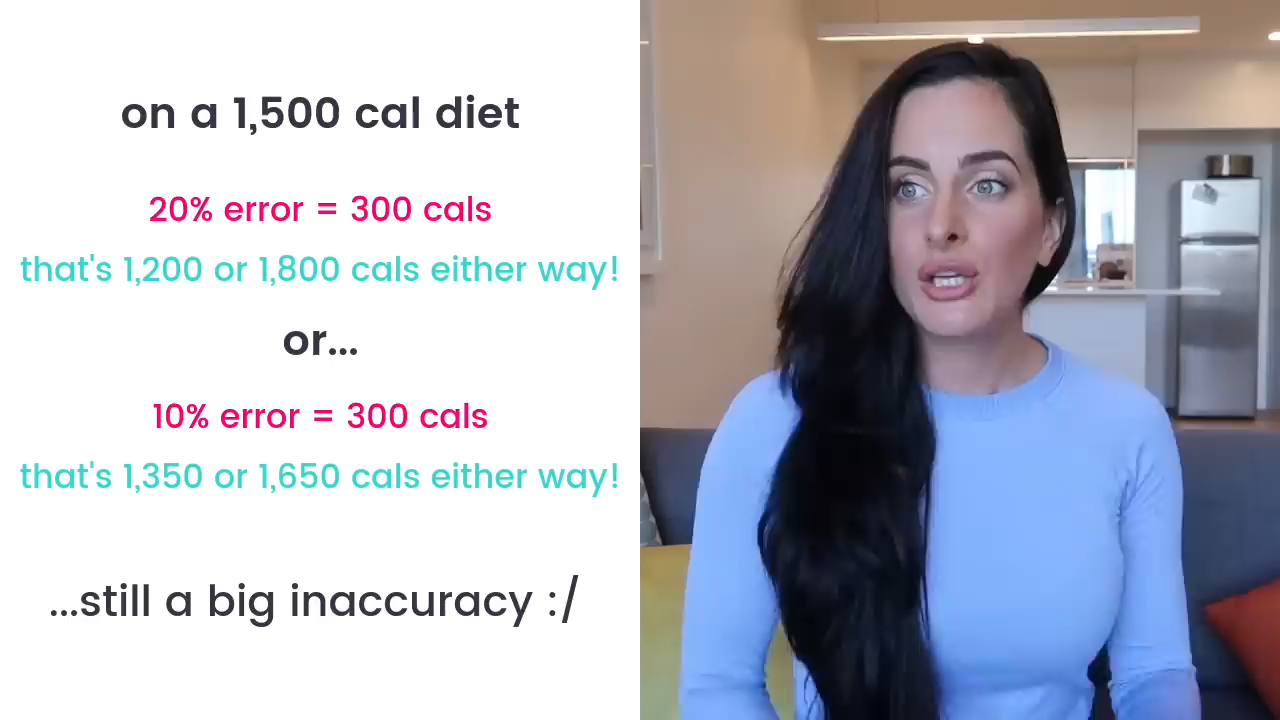 on a 1,500 cal diet
20% error = 300 cals
that's 1,200 or 1,800 cals either way!
or...
10% error = 300 cals
that's 1,350 or 1,650 cals either way!
...still a big inaccuracy :/